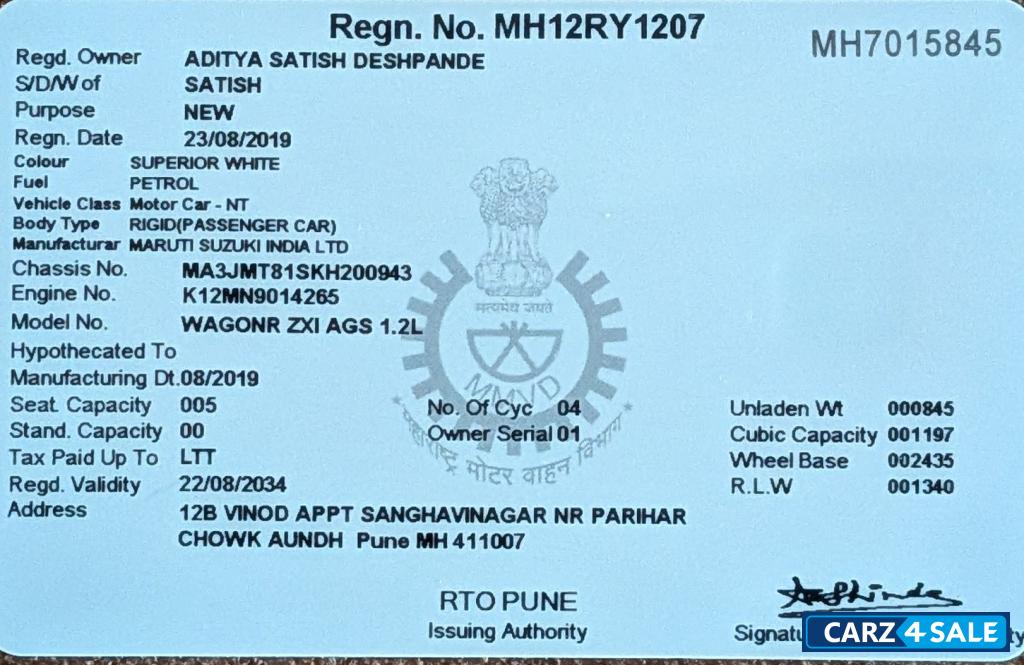 Regn. No. MH12RY1207
MH7015845
Regd. Owner ADITYA SATISH DESHPANDE
S/D/W of SATISH
Purpose NEW
Regn. Date 23/08/2019
Colour SUPERIOR WHITE
Fuel PETROL
Vehicle Class Motor Car - NT
Body Type RIGID(PASSENGER CAR)
Manufacturar MARUTI SUZUKI INDIA LTD
Chassis No. MA3JMT81SKH200943
Engine No. K12MN9014265
Model No. WAGONR ZXI AGS 1.2L
Hypothecated To
Manufacturing Dt. 08/2019
Seat Capacity 005
Stand. Capacity 00
Tax Paid Up To LTT
Regd. Validity 22/08/2034
Address 12B VINOD APPT SANGHAVINAGAR NR PARIHAR
CHOWK AUNDH Pune MH 411007
सत्यमेव जयते
MMVD
महाराष्ट्र मोटर वाहन विभाग
No. Of Cyc 04
Owner Serial 01
Unladen Wt 000845
Cubic Capacity 001197
Wheel Base 002435
R.L.W 001340
RTO PUNE
Issuing Authority
CARZ 4 SALE